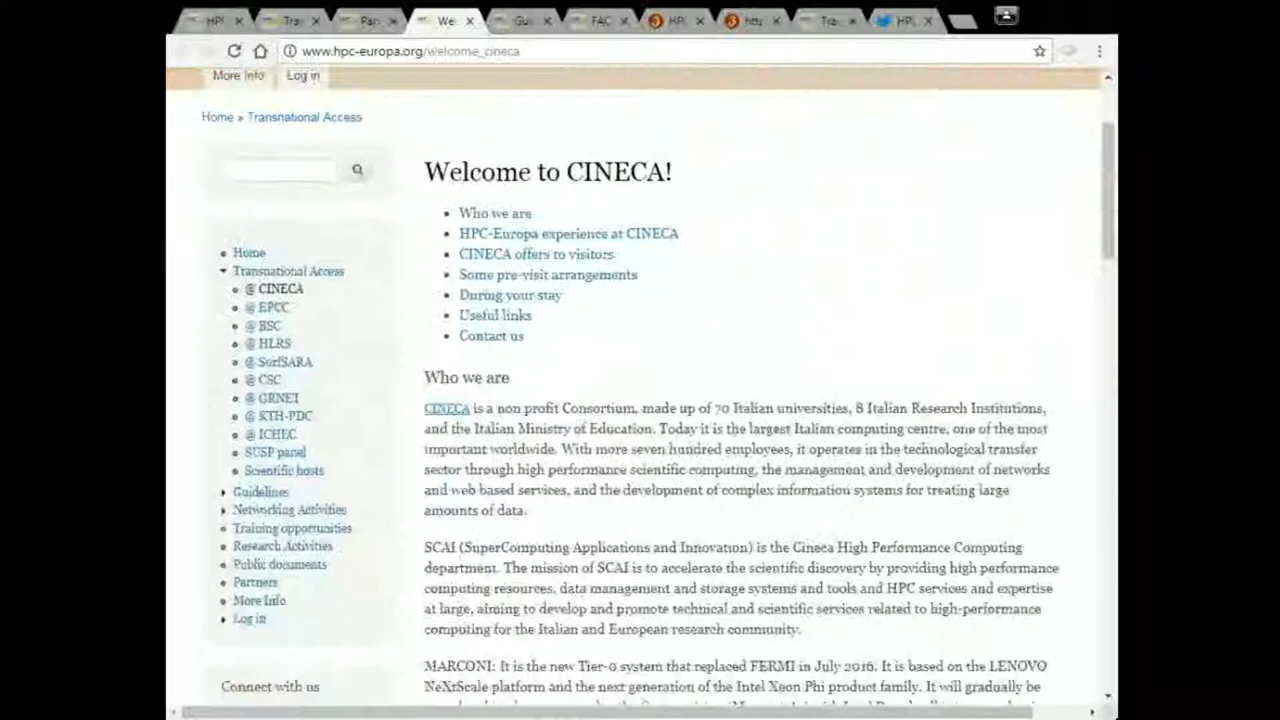 HPC
Tra
Par
We
Gui
FAC
HPC
http
Tra
HPC
www.hpc-europa.org/welcome_cineca
More Info
Log in
Home » Transnational Access
Welcome to CINECA!
Who we are
HPC-Europa experience at CINECA
CINECA offers to visitors
Some pre-visit arrangements
During your stay
Useful links
Contact us
Home
Transnational Access
@ CINECA
@ EPCC
@ BSC
@ HLRS
@ SurfSARA
@ CSC
@ GRNET
@ KTH-PDC
@ ICHEC
SUSP panel
Scientific hosts
Guidelines
Networking Activities
Training opportunities
Research Activities
Public documents
Partners
More Info
Log in
Connect with us
Who we are
CINECA is a non profit Consortium, made up of 70 Italian universities, 8 Italian Research Institutions,
and the Italian Ministry of Education. Today it is the largest Italian computing centre, one of the most
important worldwide. With more seven hundred employees, it operates in the technological transfer
sector through high performance scientific computing, the management and development of networks
and web based services, and the development of complex information systems for treating large
amounts of data.
SCAI (SuperComputing Applications and Innovation) is the Cineca High Performance Computing
department. The mission of SCAI is to accelerate the scientific discovery by providing high performance
computing resources, data management and storage systems and tools and HPC services and expertise
at large, aiming to develop and promote technical and scientific services related to high-performance
computing for the Italian and European research community.
MARCONI: It is the new Tier-0 system that replaced FERMI in July 2016. It is based on the LENOVO
NeXtScale platform and the next generation of the Intel Xeon Phi product family. It will gradually be